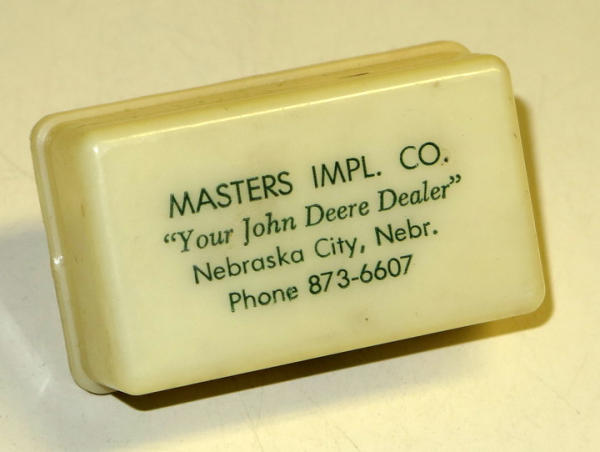 MASTERS IMPL. CO.
“Your John Deere Dealer”
Nebraska City, Nebr.
Phone 873-6607